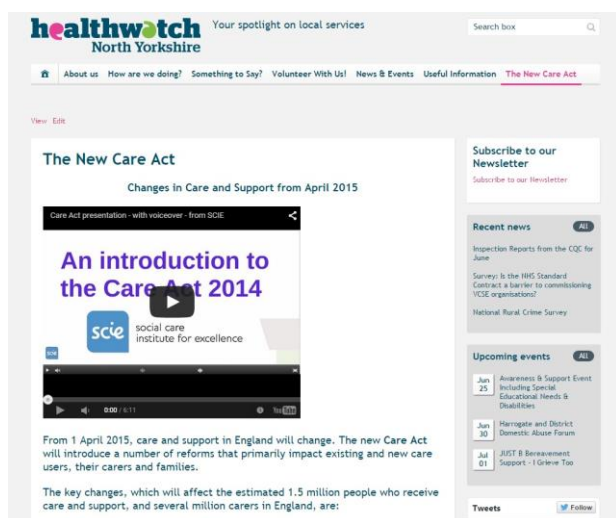 healthwatch
North Yorkshire
Your spotlight on local services
Search box
About us How are we doing? Something to Say? Volunteer With Us! News & Events Useful Information The New Care Act
View Edit
The New Care Act
Changes in Care and Support from April 2015
Care Act presentation - with voiceover - from SCIE
An introduction to
the Care Act 2014
scie
social care
institute for excellence
scie
0:00 / 6:11
YouTube
From 1 April 2015, care and support in England will change. The new Care Act
will introduce a number of reforms that primarily impact existing and new care
users, their carers and families.
The key changes, which will affect the estimated 1.5 million people who receive
care and support, and several million carers in England, are:
Subscribe to our
Newsletter
Subscribe to our Newsletter
Recent news
All
Inspection Reports from the CQC for
June
Survey: Is the NHS Standard
Contract a barrier to commissioning
VCSE organisations?
National Rural Crime Survey
Upcoming events
All
Jun
25
Awareness & Support Event
Including Special
Educational Needs &
Disabilities
Jun
30
Harrogate and District
Domestic Abuse Forum
Jul
01
JUST B Bereavement
Support - I Grieve Too
Tweets
Follow